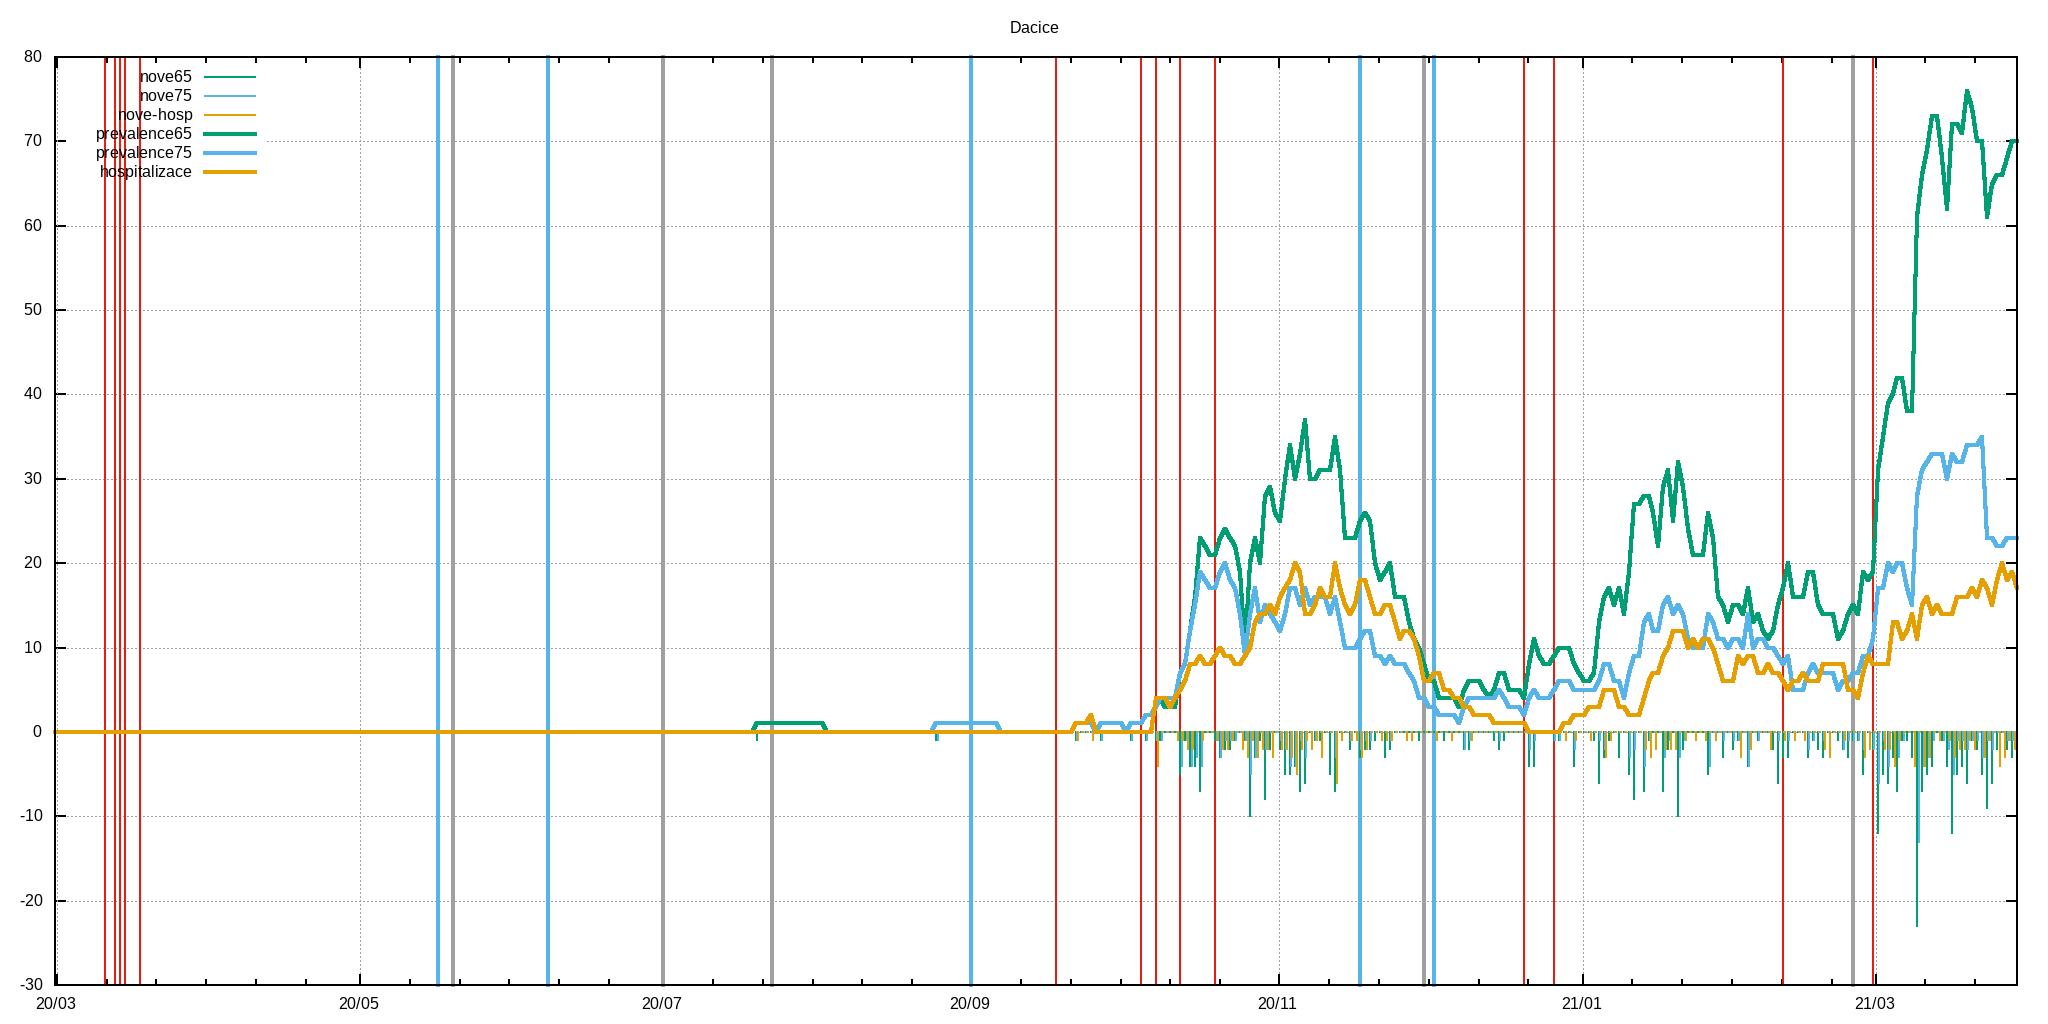 Dacice
80
70
60
50
40
30
20
10
0
-10
-20
-30
nove65
nove75
nove-hosp
prevalence65
prevalence75
hospitalizace
20/03 20/05 20/07 20/09 20/11 21/01 21/03